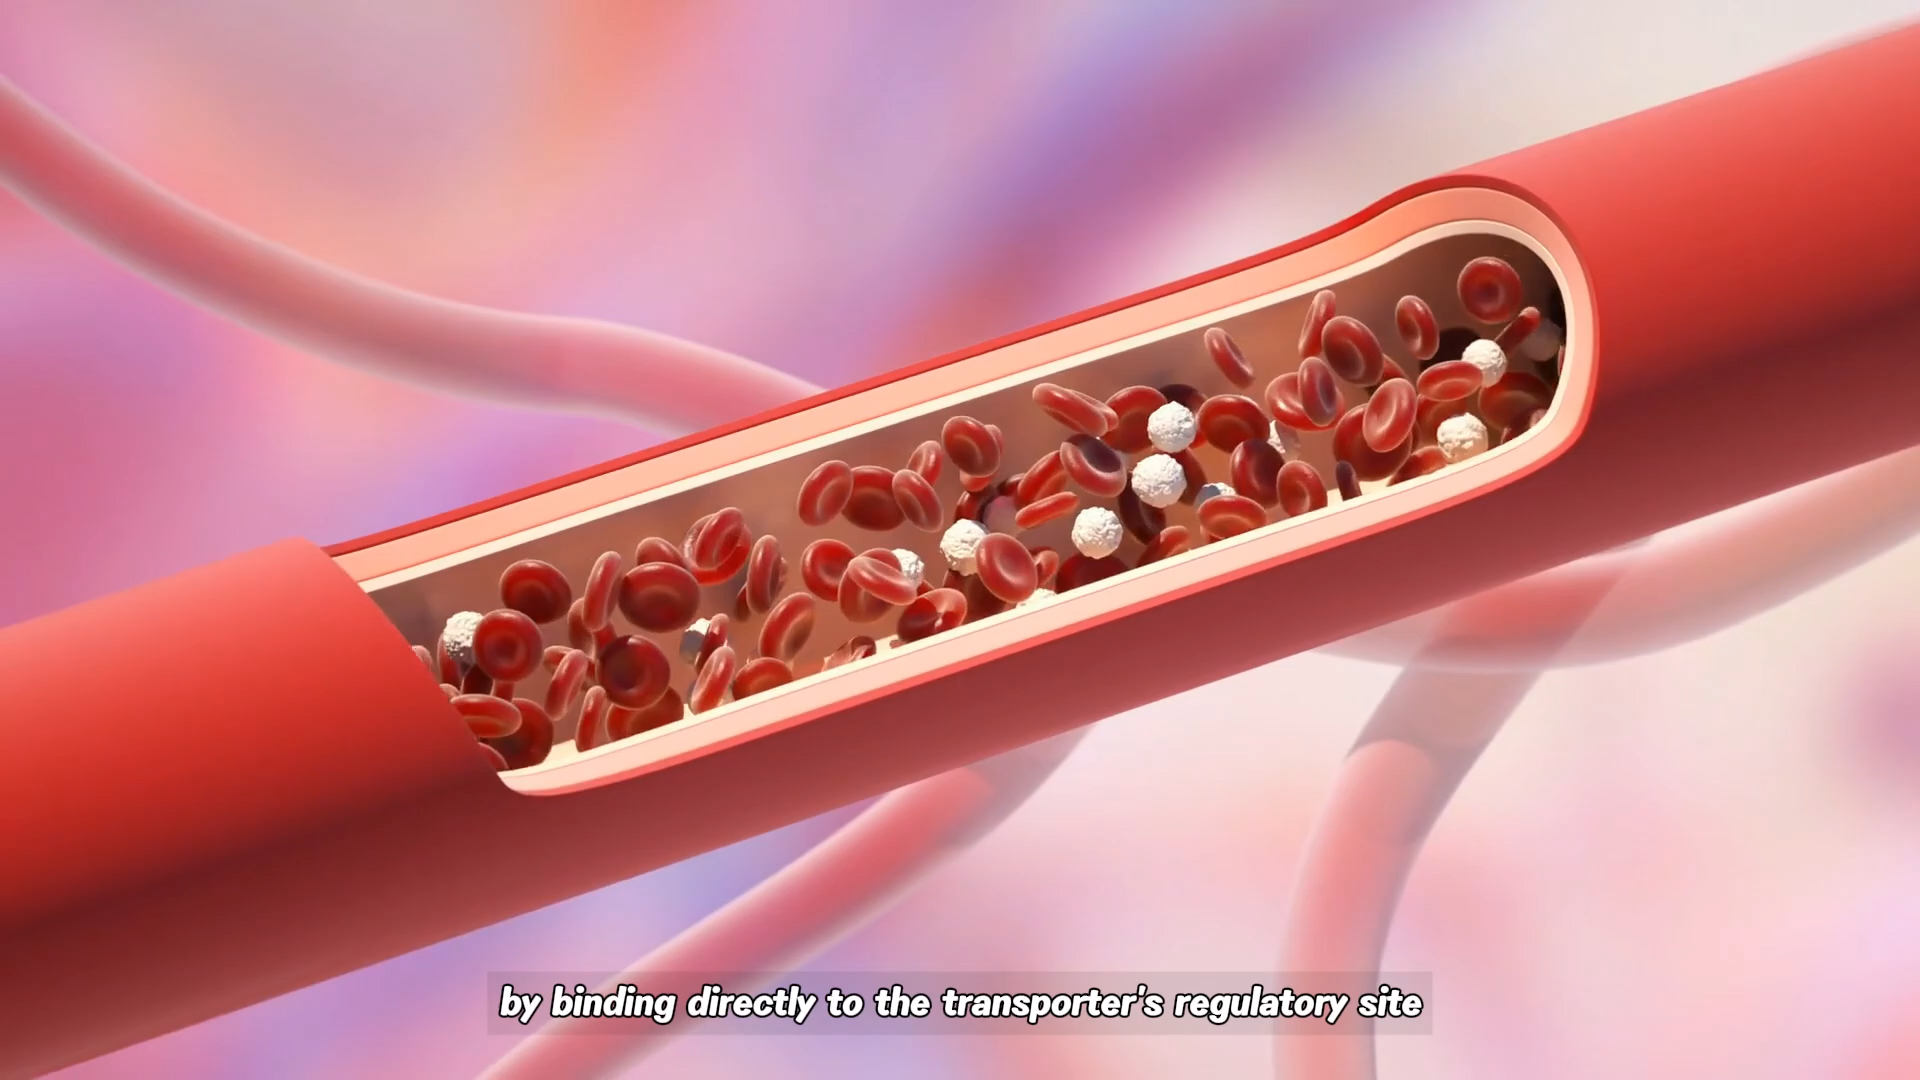 by binding directly to the transporter's regulatory site